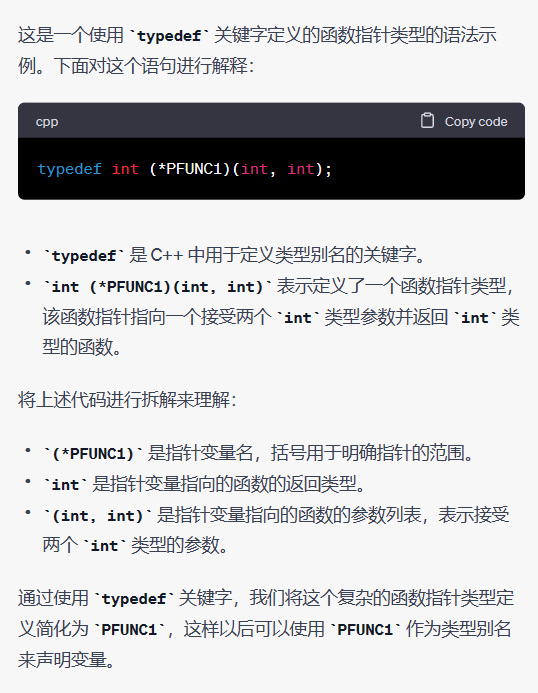 这是一个使用 `typedef` 关键字定义的函数指针类型的语法示
例。下面对这个语句进行解释：
cpp Copy code
typedef int (*PFUNC1)(int, int);
• `typedef` 是 C++ 中用于定义类型别名的关键字。
• `int (*PFUNC1)(int, int)` 表示定义了一个函数指针类型，
该函数指针指向一个接受两个 `int` 类型参数并返回 `int` 类
型的函数。
将上述代码进行拆解来理解：
• `(*PFUNC1)` 是指针变量名，括号用于明确指针的范围。
• `int` 是指针变量指向的函数的返回类型。
• `(int, int)` 是指针变量指向的函数的参数列表，表示接受
两个 `int` 类型的参数。
通过使用 `typedef` 关键字，我们将这个复杂的函数指针类型定
义简化为 `PFUNC1`，这样以后可以使用 `PFUNC1` 作为类型别名
来声明变量。